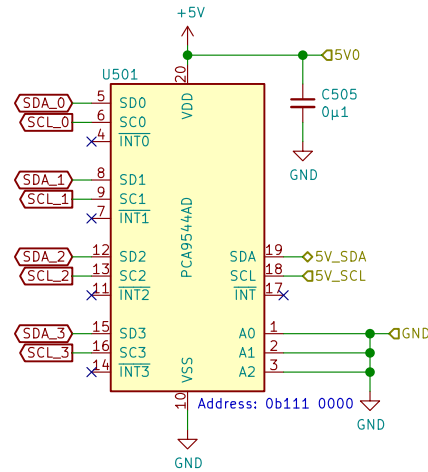 +5V
5V0
U501
20
VDD
C505
0µ1
GND
SDA_0 5 SD0
SCL_0 6 SC0
4 INT0
SDA_1 8 SD1
SCL_1 9 SC1
7 INT1
PCA9544AD
SDA_2 12 SD2 SDA 19 5V_SDA
SCL_2 13 SC2 SCL 18 5V_SCL
11 INT2 INT 17
SDA_3 15 SD3 A0 1 GND
SCL_3 16 SC3 A1 2
14 INT3 A2 3
VSS
10
Address: 0b111 0000
GND
GND